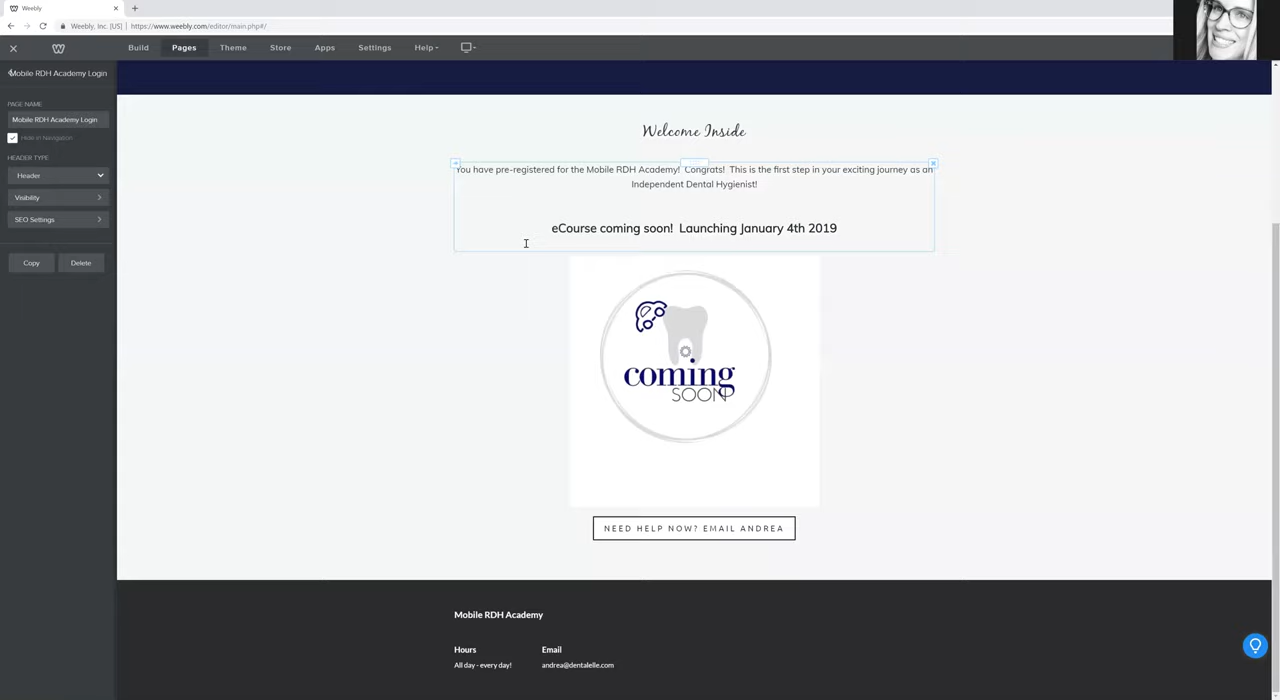 Weebly
Weebly, Inc. [US] https://www.weebly.com/editor/main.php#/
Build Pages Theme Store Apps Settings Help
Mobile RDH Academy Login
PAGE NAME
Mobile RDH Academy Login
Hide in Navigation
HEADER TYPE
Header
Visibility
SEO Settings
Copy Delete
Welcome Inside
You have pre-registered for the Mobile RDH Academy! Congrats! This is the first step in your exciting journey as an
Independent Dental Hygienist!
eCourse coming soon! Launching January 4th 2019
coming
SOON
NEED HELP NOW? EMAIL ANDREA
Mobile RDH Academy
Hours Email
All day - every day! andrea@dentalelle.com